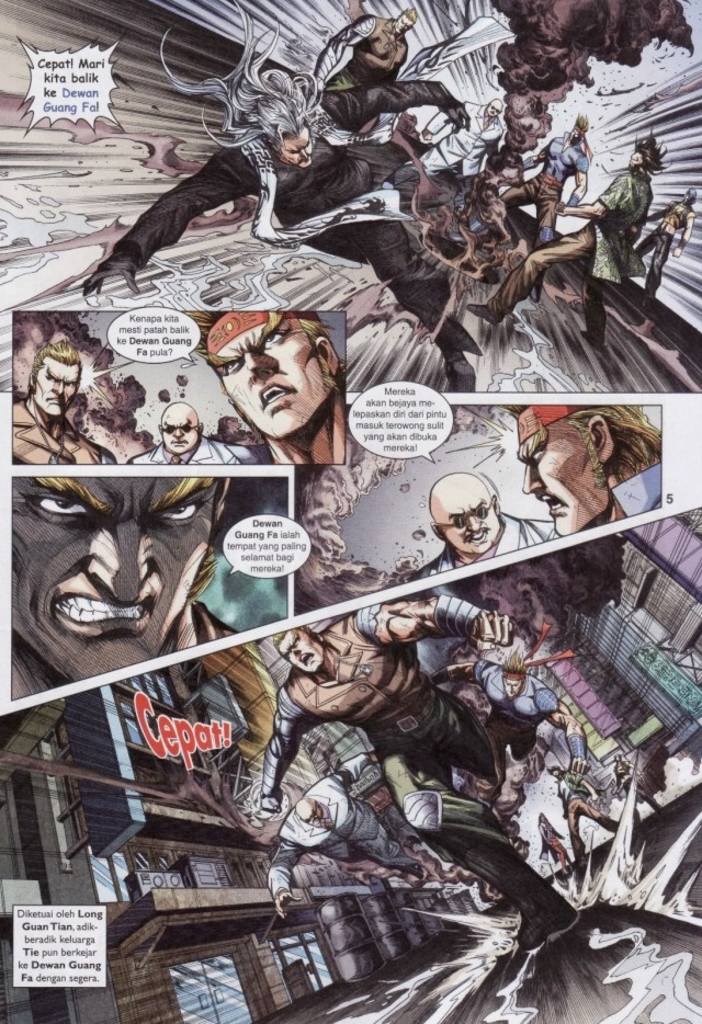 Cepat! Mari
kita balik
ke Dewan
Guang Fa!
Kenapa kita
mesti patah balik
ke Dewan Guang
Fa pula?
Mereka
akan bejaya me-
lepaskan diri dari pintu
masuk terowong sulit
yang akan dibuka
mereka!
5
Dewan
Guang Fa ialah
tempat yang paling
selamat bagi
mereka!
Cepat!
Diketuai oleh Long
Guan Tian, adik-
beradik keluarga
Tie pun berkejar
ke Dewan Guang
Fa dengan segera.